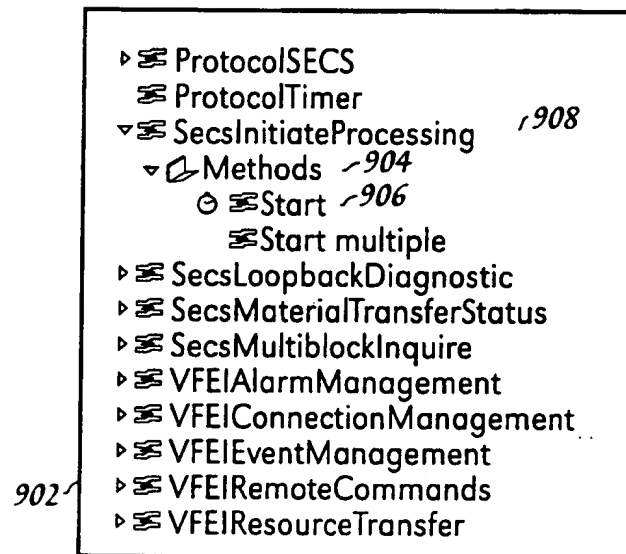 ProtocolSECS
ProtocolTimer
SecsInitiateProcessing 908
Methods 904
Start 906
Start multiple
SecsLoopbackDiagnostic
SecsMaterialTransferStatus
SecsMultiblockInquire
VFEIAlarmManagement
VFEIConnectionManagement
VFEIEventManagement
902 VFEIRemoteCommands
VFEIResourceTransfer